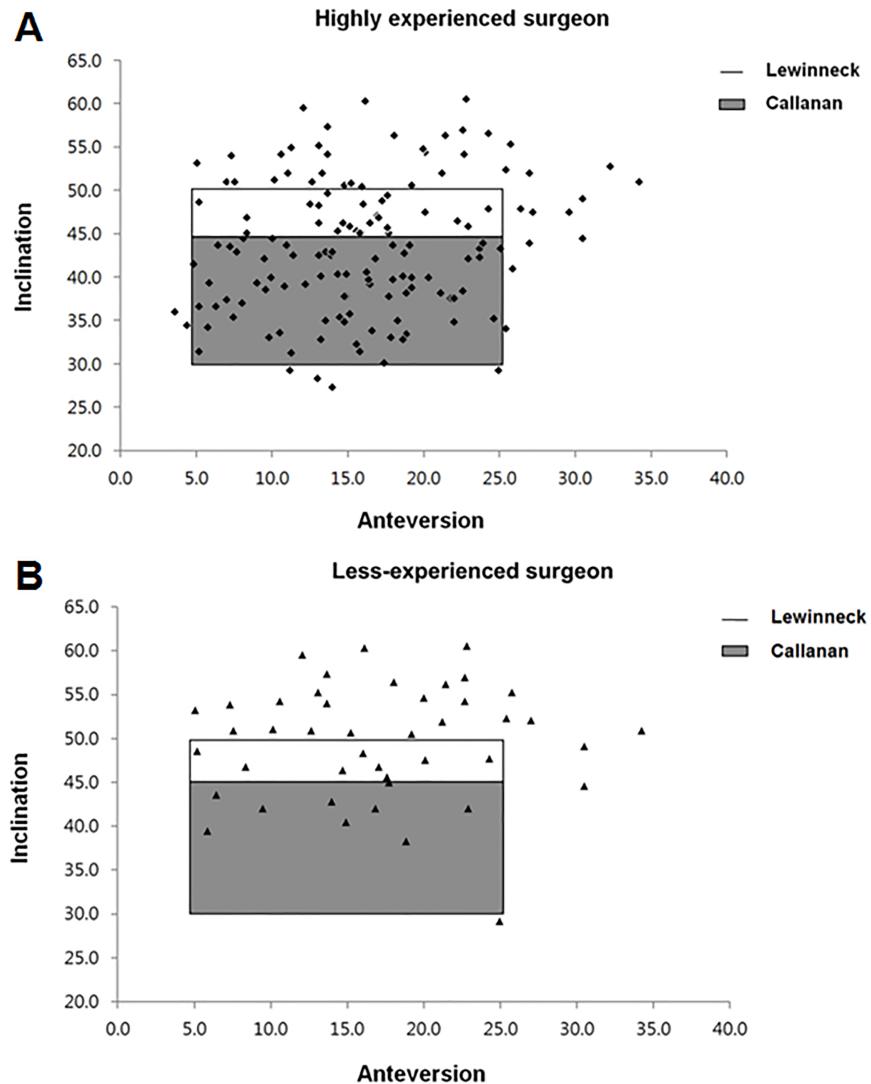 A
Highly experienced surgeon
65.0
60.0
55.0
50.0
45.0
40.0
35.0
30.0
25.0
20.0
Inclination
0.0 5.0 10.0 15.0 20.0 25.0 30.0 35.0 40.0
Anteversion
Lewinneck
Callanan
B
Less-experienced surgeon
65.0
60.0
55.0
50.0
45.0
40.0
35.0
30.0
25.0
20.0
Inclination
0.0 5.0 10.0 15.0 20.0 25.0 30.0 35.0 40.0
Anteversion
Lewinneck
Callanan